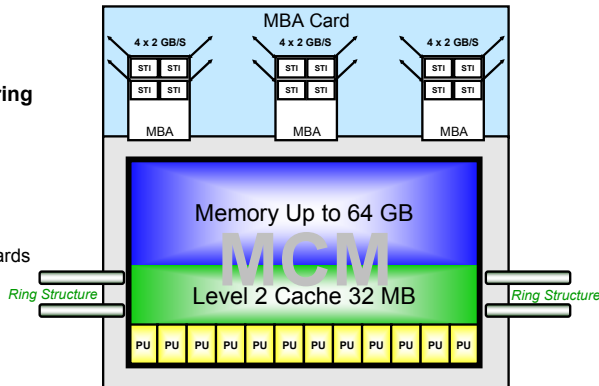 MBA Card
4 x 2 GB/S 4 x 2 GB/S 4 x 2 GB/S
STI STI STI STI STI STI
STI STI STI STI STI STI
MBA MBA MBA
ring
Memory Up to 64 GB
MCM
ards
Ring Structure Level 2 Cache 32 MB Ring Structure
PU PU PU PU PU PU PU PU PU PU PU PU